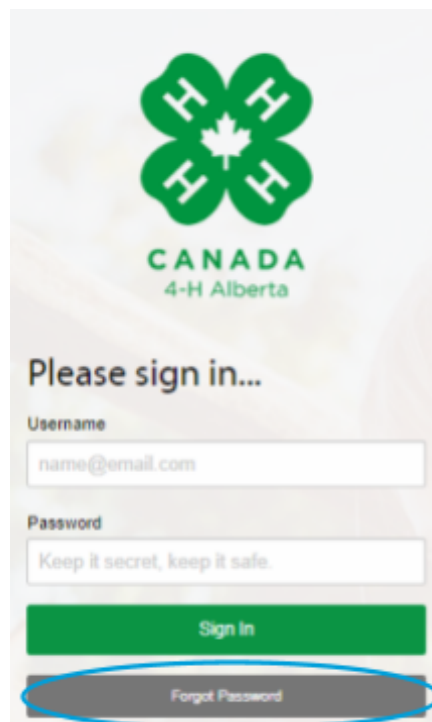 H H
H H
CANADA
4-H Alberta
Please sign in...
Username
name@email.com
Password
Keep it secret, keep it safe.
Sign In
Forgot Password